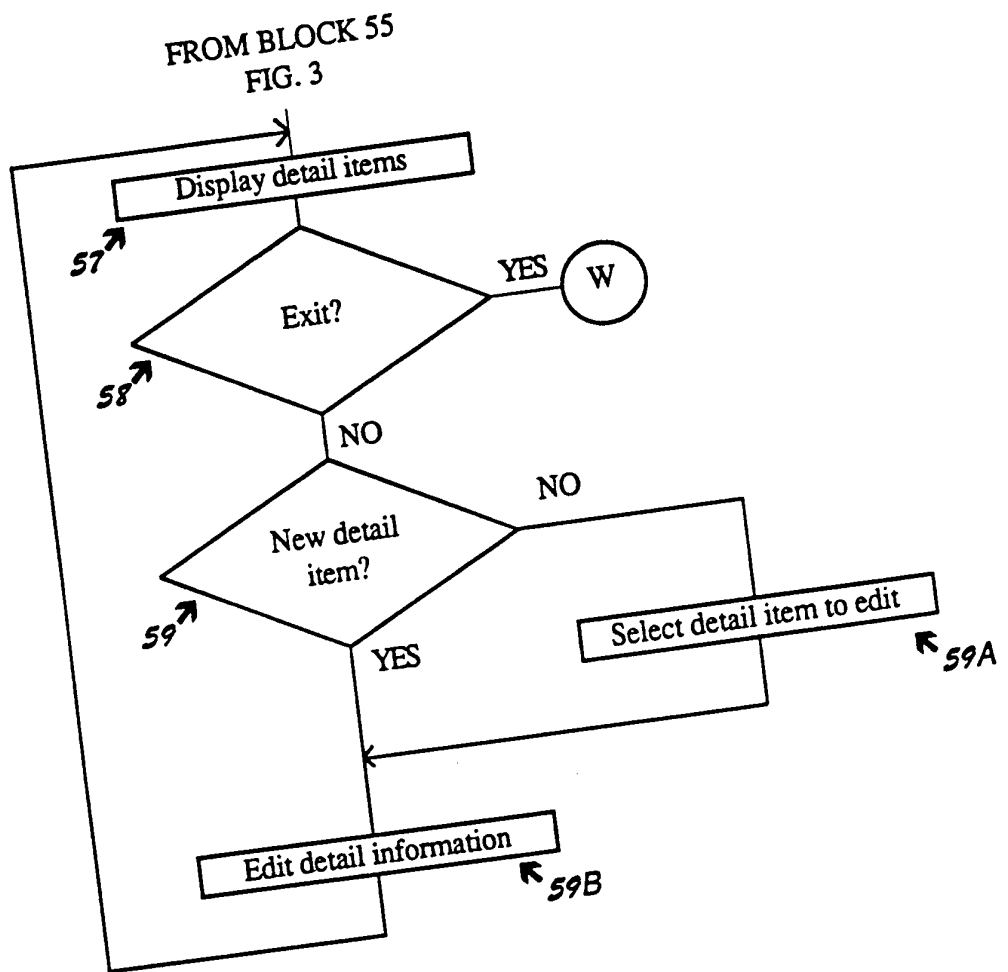 FROM BLOCK 55
FIG. 3
Display detail items
57
Exit?
YES
W
58
NO
New detail
item?
NO
59
YES
Select detail item to edit
59A
Edit detail information
59B